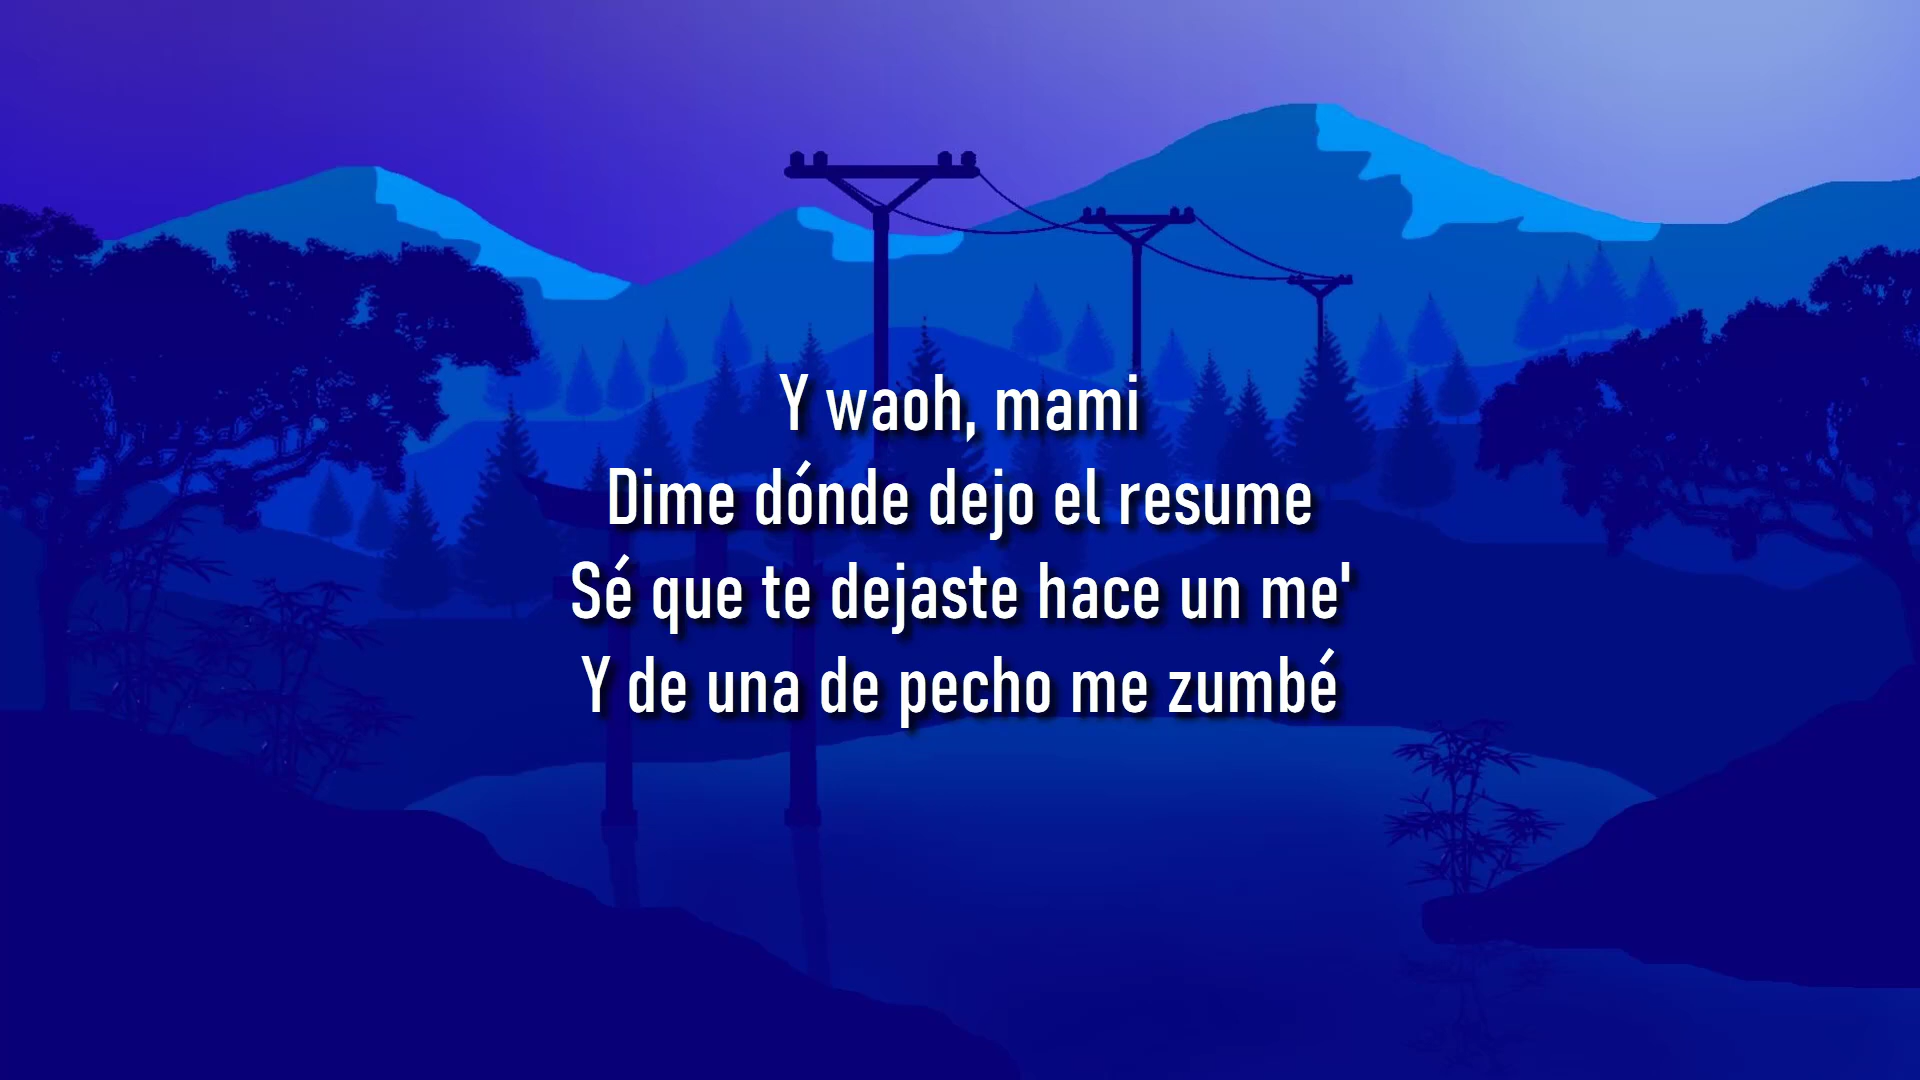 Y waoh, mami
Dime dónde dejo el resume
Sé que te dejaste hace un me'
Y de una de pecho me zumbé